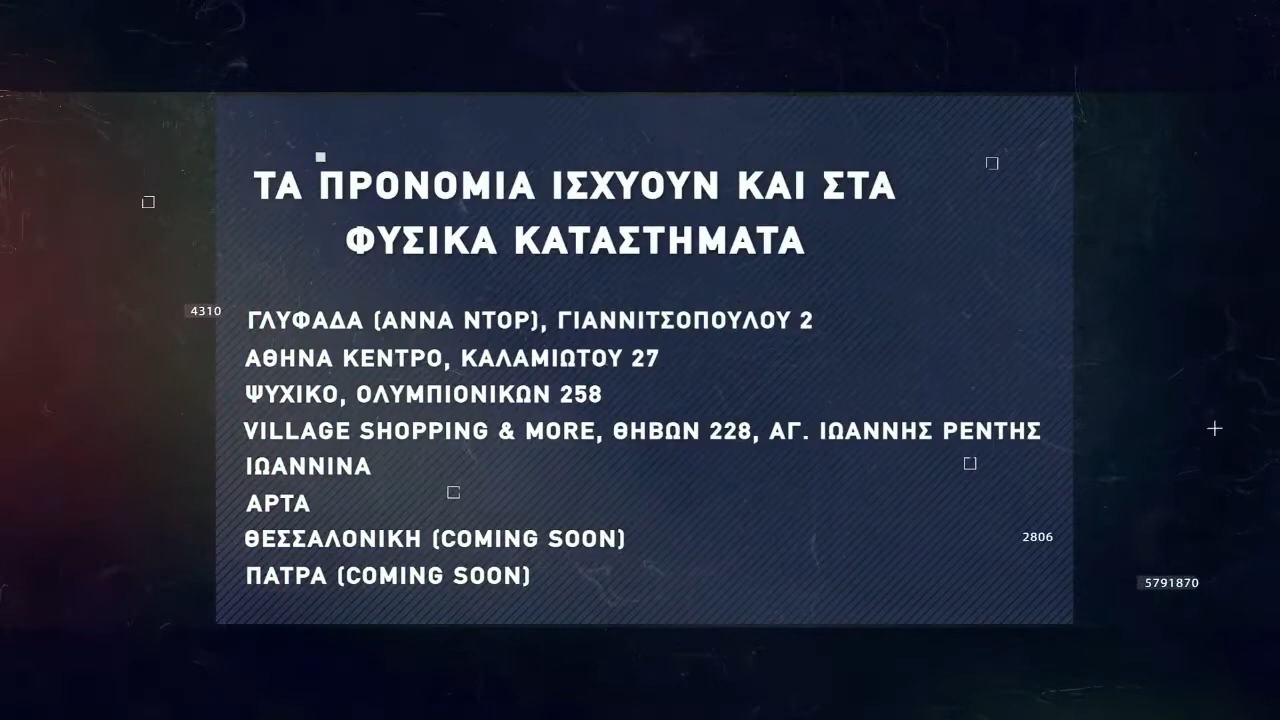 ΤΑ ΠΡΟΝΟΜΙΑ ΙΣΧΥΟΥΝ ΚΑΙ ΣΤΑ
ΦΥΣΙΚΑ ΚΑΤΑΣΤΗΜΑΤΑ
4310
ΓΛΥΦΑΔΑ (ΑΝΝΑ ΝΤΟΡ), ΓΙΑΝΝΙΤΣΟΠΟΥΛΟΥ 2
ΑΘΗΝΑ ΚΕΝΤΡΟ, ΚΑΛΑΜΙΩΤΟΥ 27
ΨΥΧΙΚΟ, ΟΛΥΜΠΙΟΝΙΚΩΝ 258
VILLAGE SHOPPING & MORE, ΘΗΒΩΝ 228, ΑΓ. ΙΩΑΝΝΗΣ ΡΕΝΤΗΣ
ΙΩΑΝΝΙΝΑ
ΑΡΤΑ
ΘΕΣΣΑΛΟΝΙΚΗ (COMING SOON)
2806
ΠΑΤΡΑ (COMING SOON)
5791870